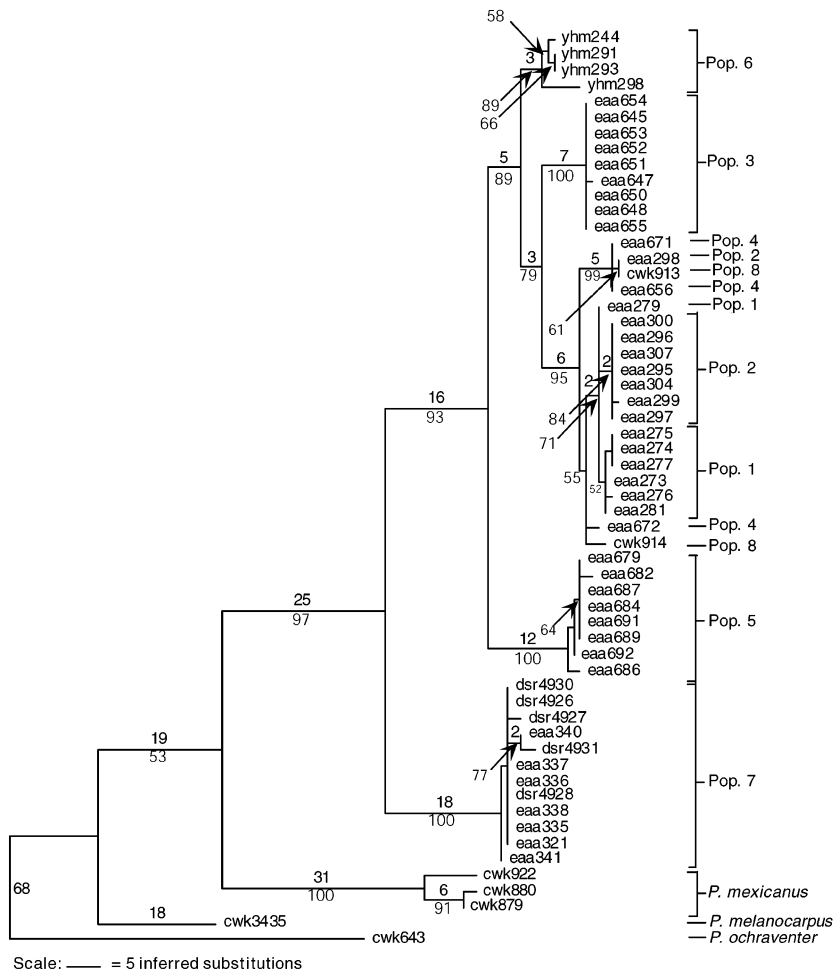 58
yhm244
yhm291
3
yhm293
Pop. 6
yhm298
89
66
eaa654
eaa645
eaa653
eaa652
5
7
eaa651
Pop. 3
89
100
eaa647
eaa650
eaa648
eaa655
eaa671
Pop. 4
3
5
eaa298
Pop. 2
79
99
cwk913
Pop. 8
eaa656
Pop. 4
eaa279
Pop. 1
61
eaa300
eaa296
eaa307
6
2
eaa295
Pop. 2
95
2
eaa304
16
eaa299
93
84
eaa297
71
eaa275
eaa274
eaa277
Pop. 1
55
52
eaa273
eaa276
eaa281
eaa672
Pop. 4
cwk914
Pop. 8
eaa679
eaa682
eaa687
25
eaa684
97
eaa691
Pop. 5
64
eaa689
12
eaa692
100
eaa686
dsr4930
dsr4926
dsr4927
19
2
eaa340
53
dsr4931
77
eaa337
eaa336
Pop. 7
dsr4928
18
eaa338
100
eaa335
eaa321
eaa341
31
cwk922
68
100
6
cwk880
P. mexicanus
91
cwk879
18
cwk3435
P. melanocarpus
cwk643
P. ochraventer
Scale: = 5 inferred substitutions